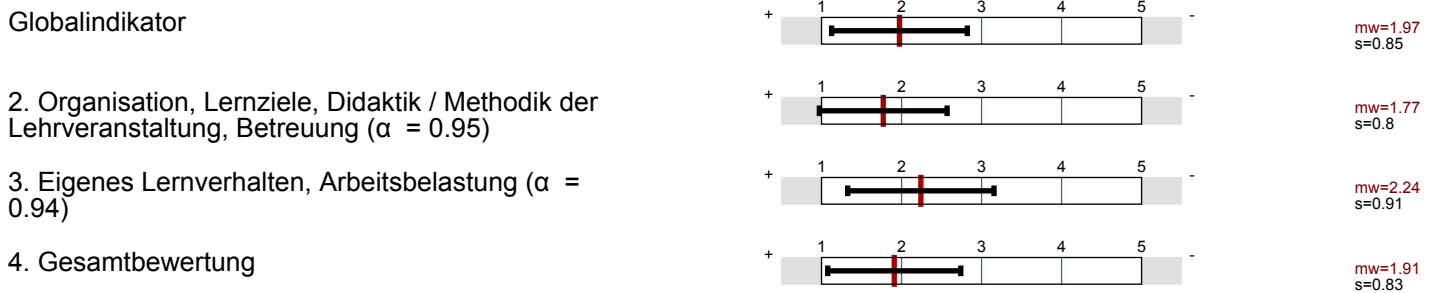 Globalindikator
+ 1 2 3 4 5 -
mw=1.97
s=0.85
2. Organisation, Lernziele, Didaktik / Methodik der
Lehrveranstaltung, Betreuung (α = 0.95)
+ 1 2 3 4 5 -
mw=1.77
s=0.8
3. Eigenes Lernverhalten, Arbeitsbelastung (α =
0.94)
+ 1 2 3 4 5 -
mw=2.24
s=0.91
4. Gesamtbewertung
+ 1 2 3 4 5 -
mw=1.91
s=0.83